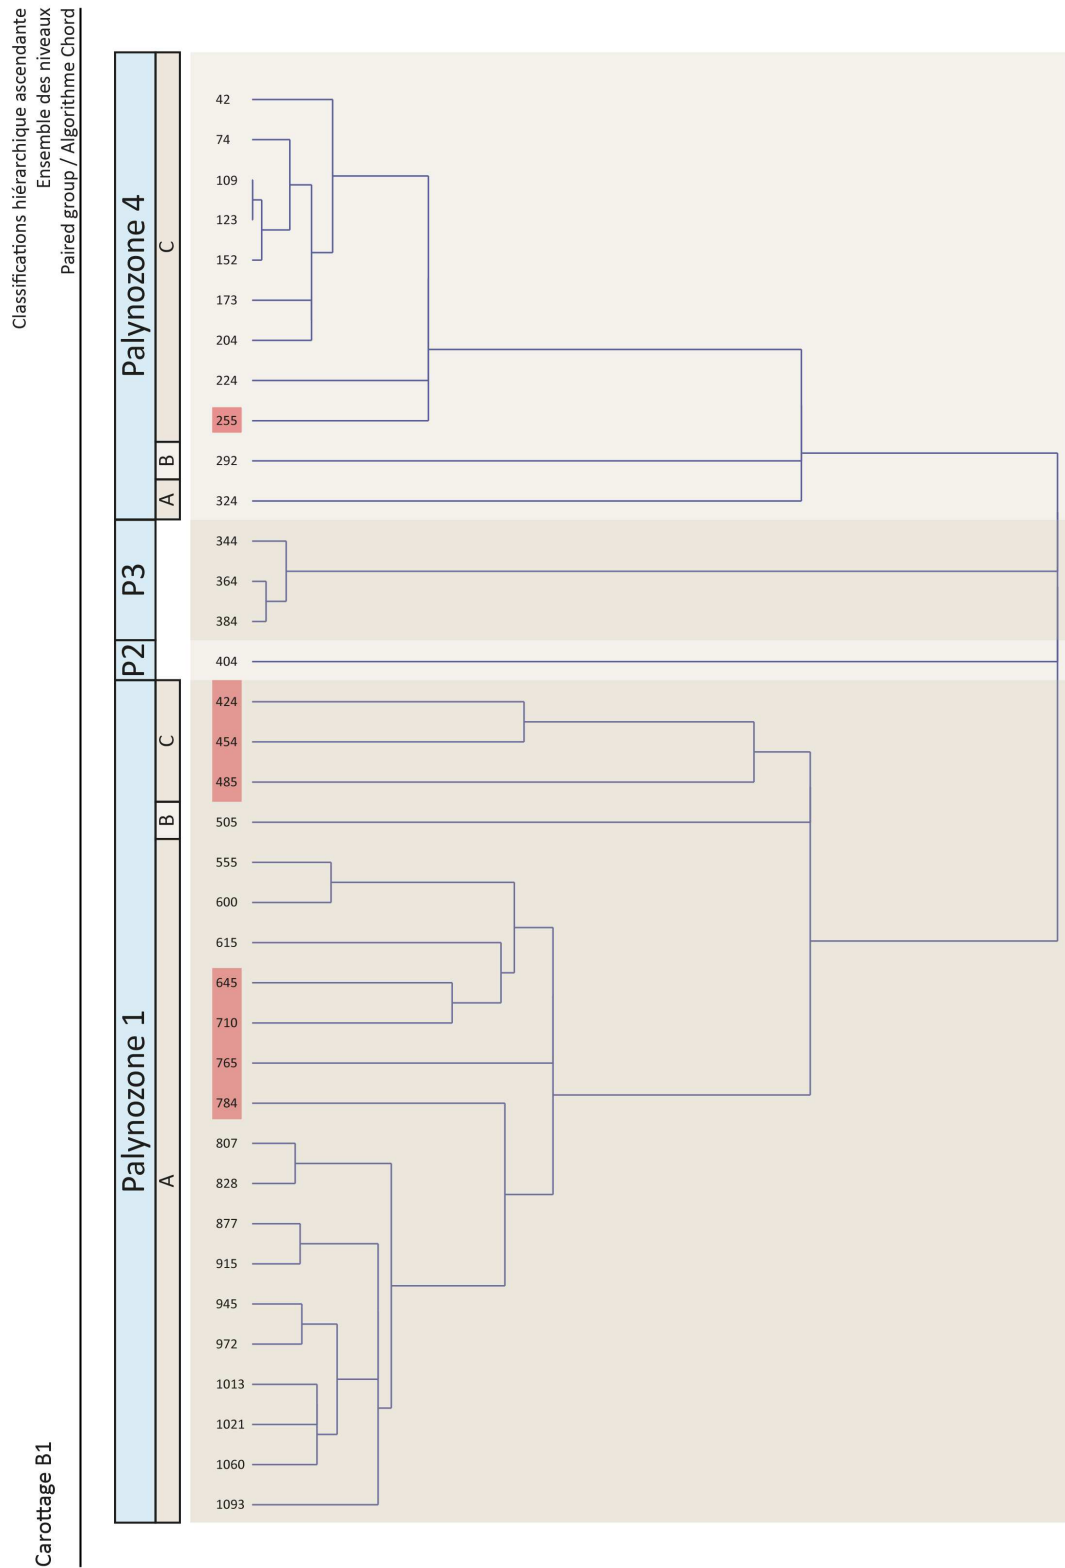 Classifications hiérarchique ascendante
Ensemble des niveaux
Paired group / Algorithme Chord
Carottage B1
Palynozone 4
C
B
A
P3
P2
Palynozone 1
C
B
A
42
74
109
123
152
173
204
224
255
292
324
344
364
384
404
424
454
485
505
555
600
615
645
710
765
784
807
828
877
915
945
972
1013
1021
1060
1093